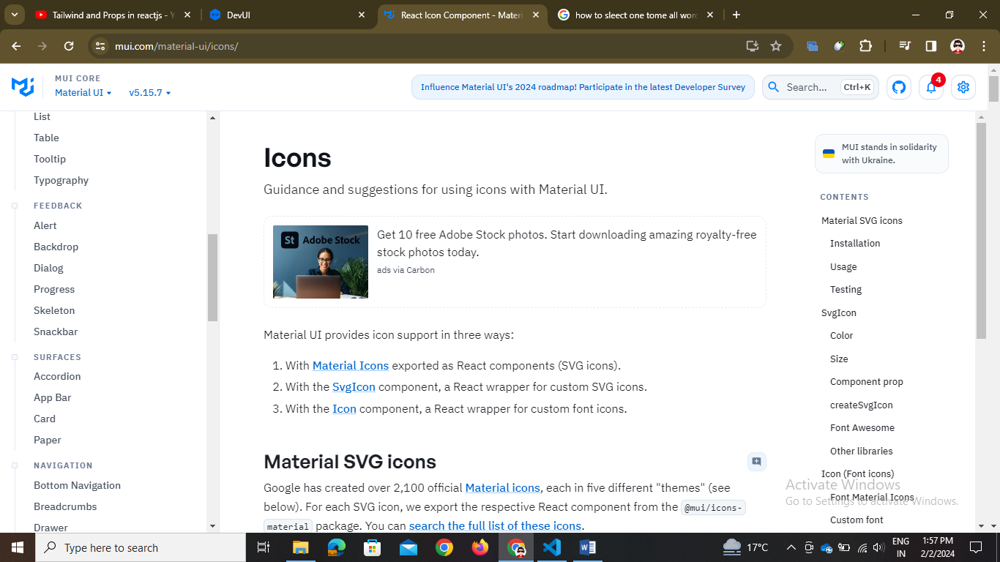 Tailwind and Props in reactjs - Y
DevUI
React Icon Component - Materi
how to sleect one tome all word
mui.com/material-ui/icons/
MUI CORE
Material UI
v5.15.7
Influence Material UI's 2024 roadmap! Participate in the latest Developer Survey
Search...
Ctrl+K
4
List
Table
Tooltip
Typography
FEEDBACK
Alert
Backdrop
Dialog
Progress
Skeleton
Snackbar
SURFACES
Accordion
App Bar
Card
Paper
NAVIGATION
Bottom Navigation
Breadcrumbs
Drawer
Icons
Guidance and suggestions for using icons with Material UI.
St Adobe Stock
Get 10 free Adobe Stock photos. Start downloading amazing royalty-free
stock photos today.
ads via Carbon
Material UI provides icon support in three ways:
1. With Material Icons exported as React components (SVG icons).
2. With the SvgIcon component, a React wrapper for custom SVG icons.
3. With the Icon component, a React wrapper for custom font icons.
Material SVG icons
Google has created over 2,100 official Material icons, each in five different "themes" (see
below). For each SVG icon, we export the respective React component from the @mui/icons-
material package. You can search the full list of these icons.
MUI stands in solidarity
with Ukraine.
CONTENTS
Material SVG icons
Installation
Usage
Testing
SvgIcon
Color
Size
Component prop
createSvgIcon
Font Awesome
Other libraries
Icon (Font icons)
Font Material Icons
Custom font
Activate Windows
Go to Settings to activate Windows.
Type here to search
17°C
ENG
IN
1:57 PM
2/2/2024